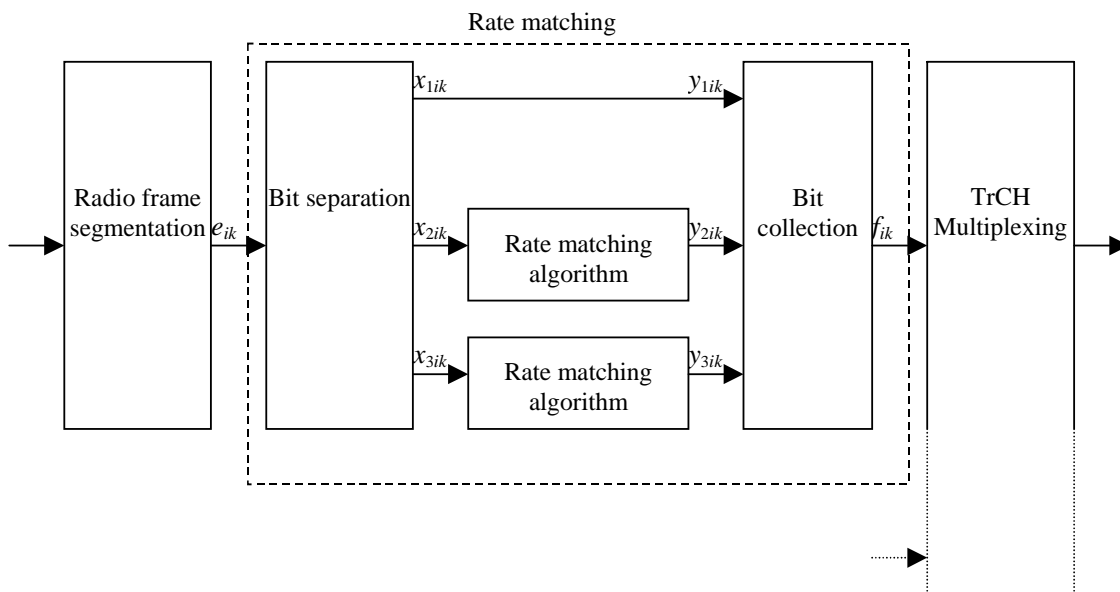 Rate matching
Radio frame
segmentation
e_ik
Bit separation
x_1ik
y_1ik
x_2ik
Rate matching
algorithm
y_2ik
x_3ik
Rate matching
algorithm
y_3ik
Bit
collection
f_ik
TrCH
Multiplexing